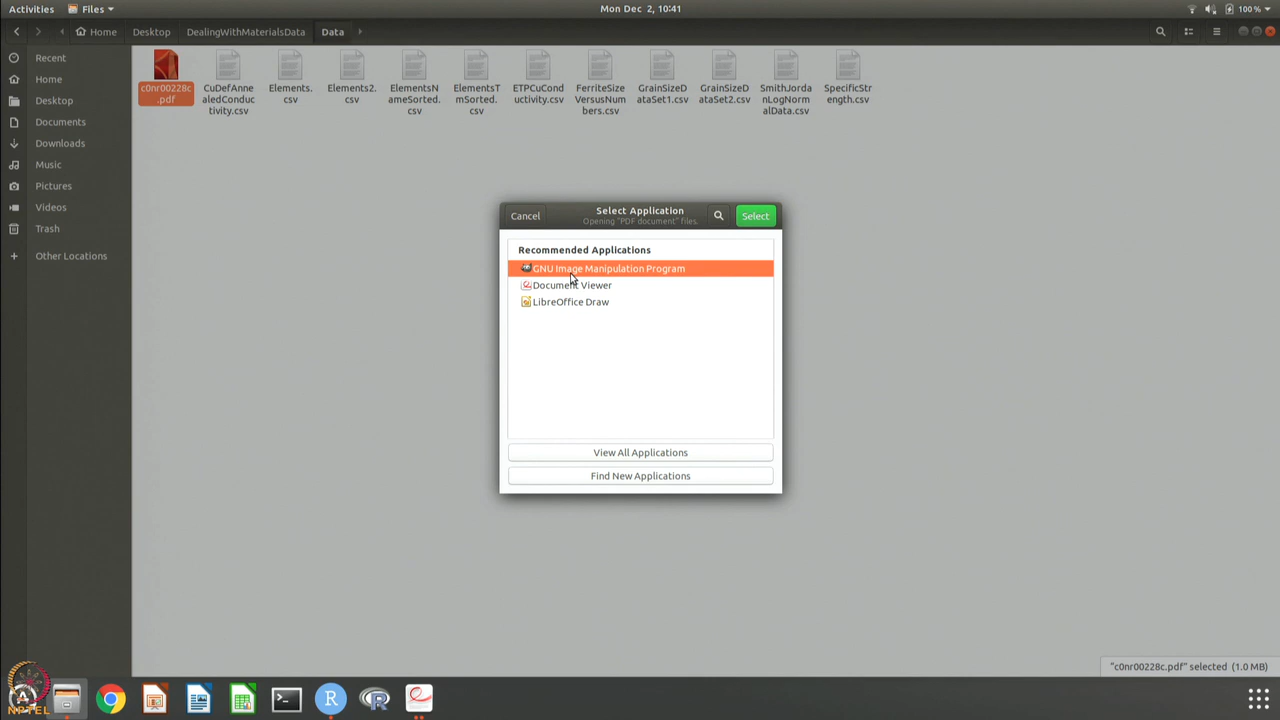 Activities
Files
Mon Dec 2, 10:41
100%
Home
Desktop
DealingWithMaterialsData
Data
Recent
Home
Desktop
Documents
Downloads
Music
Pictures
Videos
Trash
Other Locations
c0nr00228c
.pdf
CuDefAnne
aledConduc
tivity.csv
Elements.
csv
Elements2.
csv
ElementsN
ameSorted.
csv
ElementsT
mSorted.
csv
ETPCuCond
uctivity.csv
FerriteSize
VersusNum
bers.csv
GrainSizeD
ataSet1.csv
GrainSizeD
ataSet2.csv
SmithJorda
nLogNorm
alData.csv
SpecificStr
ength.csv
Cancel
Select Application
Opening "PDF document" files.
Select
Recommended Applications
GNU Image Manipulation Program
Document Viewer
LibreOffice Draw
View All Applications
Find New Applications
"c0nr00228c.pdf" selected (1.0 MB)
NPTEL